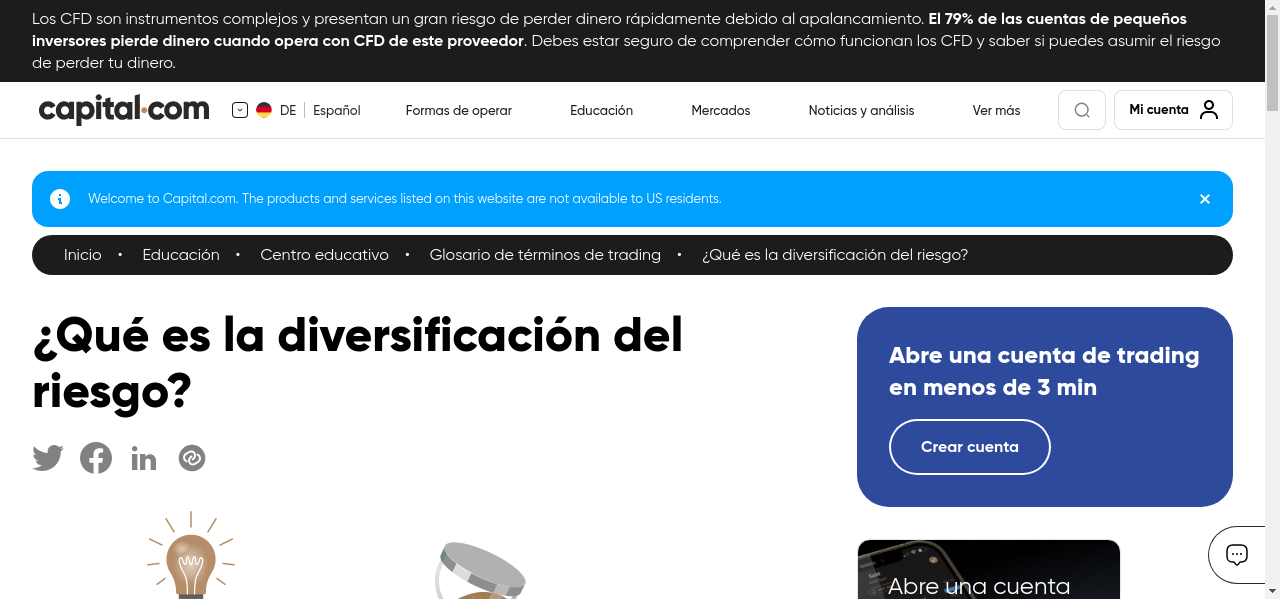 Los CFD son instrumentos complejos y presentan un gran riesgo de perder dinero rápidamente debido al apalancamiento. El 79% de las cuentas de pequeños
inversores pierde dinero cuando opera con CFD de este proveedor. Debes estar seguro de comprender cómo funcionan los CFD y saber si puedes asumir el riesgo
de perder tu dinero.
capital.com
DE
Español
Formas de operar
Educación
Mercados
Noticias y análisis
Ver más
Mi cuenta
Welcome to Capital.com. The products and services listed on this website are not available to US residents.
Inicio • Educación • Centro educativo • Glosario de términos de trading • ¿Qué es la diversificación del riesgo?
¿Qué es la diversificación del
riesgo?
Abre una cuenta de trading
en menos de 3 min
Crear cuenta
Abre una cuenta